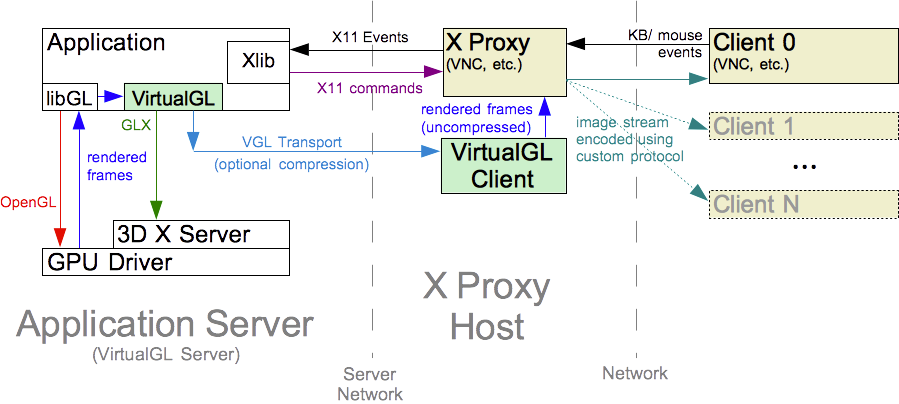 Application
Xlib
libGL
VirtualGL
GLX
rendered
frames
OpenGL
3D X Server
GPU Driver
Application Server
(VirtualGL Server)
X11 Events
X11 commands
VGL Transport
(optional compression)
Server
Network
X Proxy
(VNC, etc.)
rendered frames
(uncompressed)
VirtualGL
Client
X Proxy
Host
KB/ mouse
events
image stream
encoded using
custom protocol
Network
Client 0
(VNC, etc.)
Client 1
...
Client N